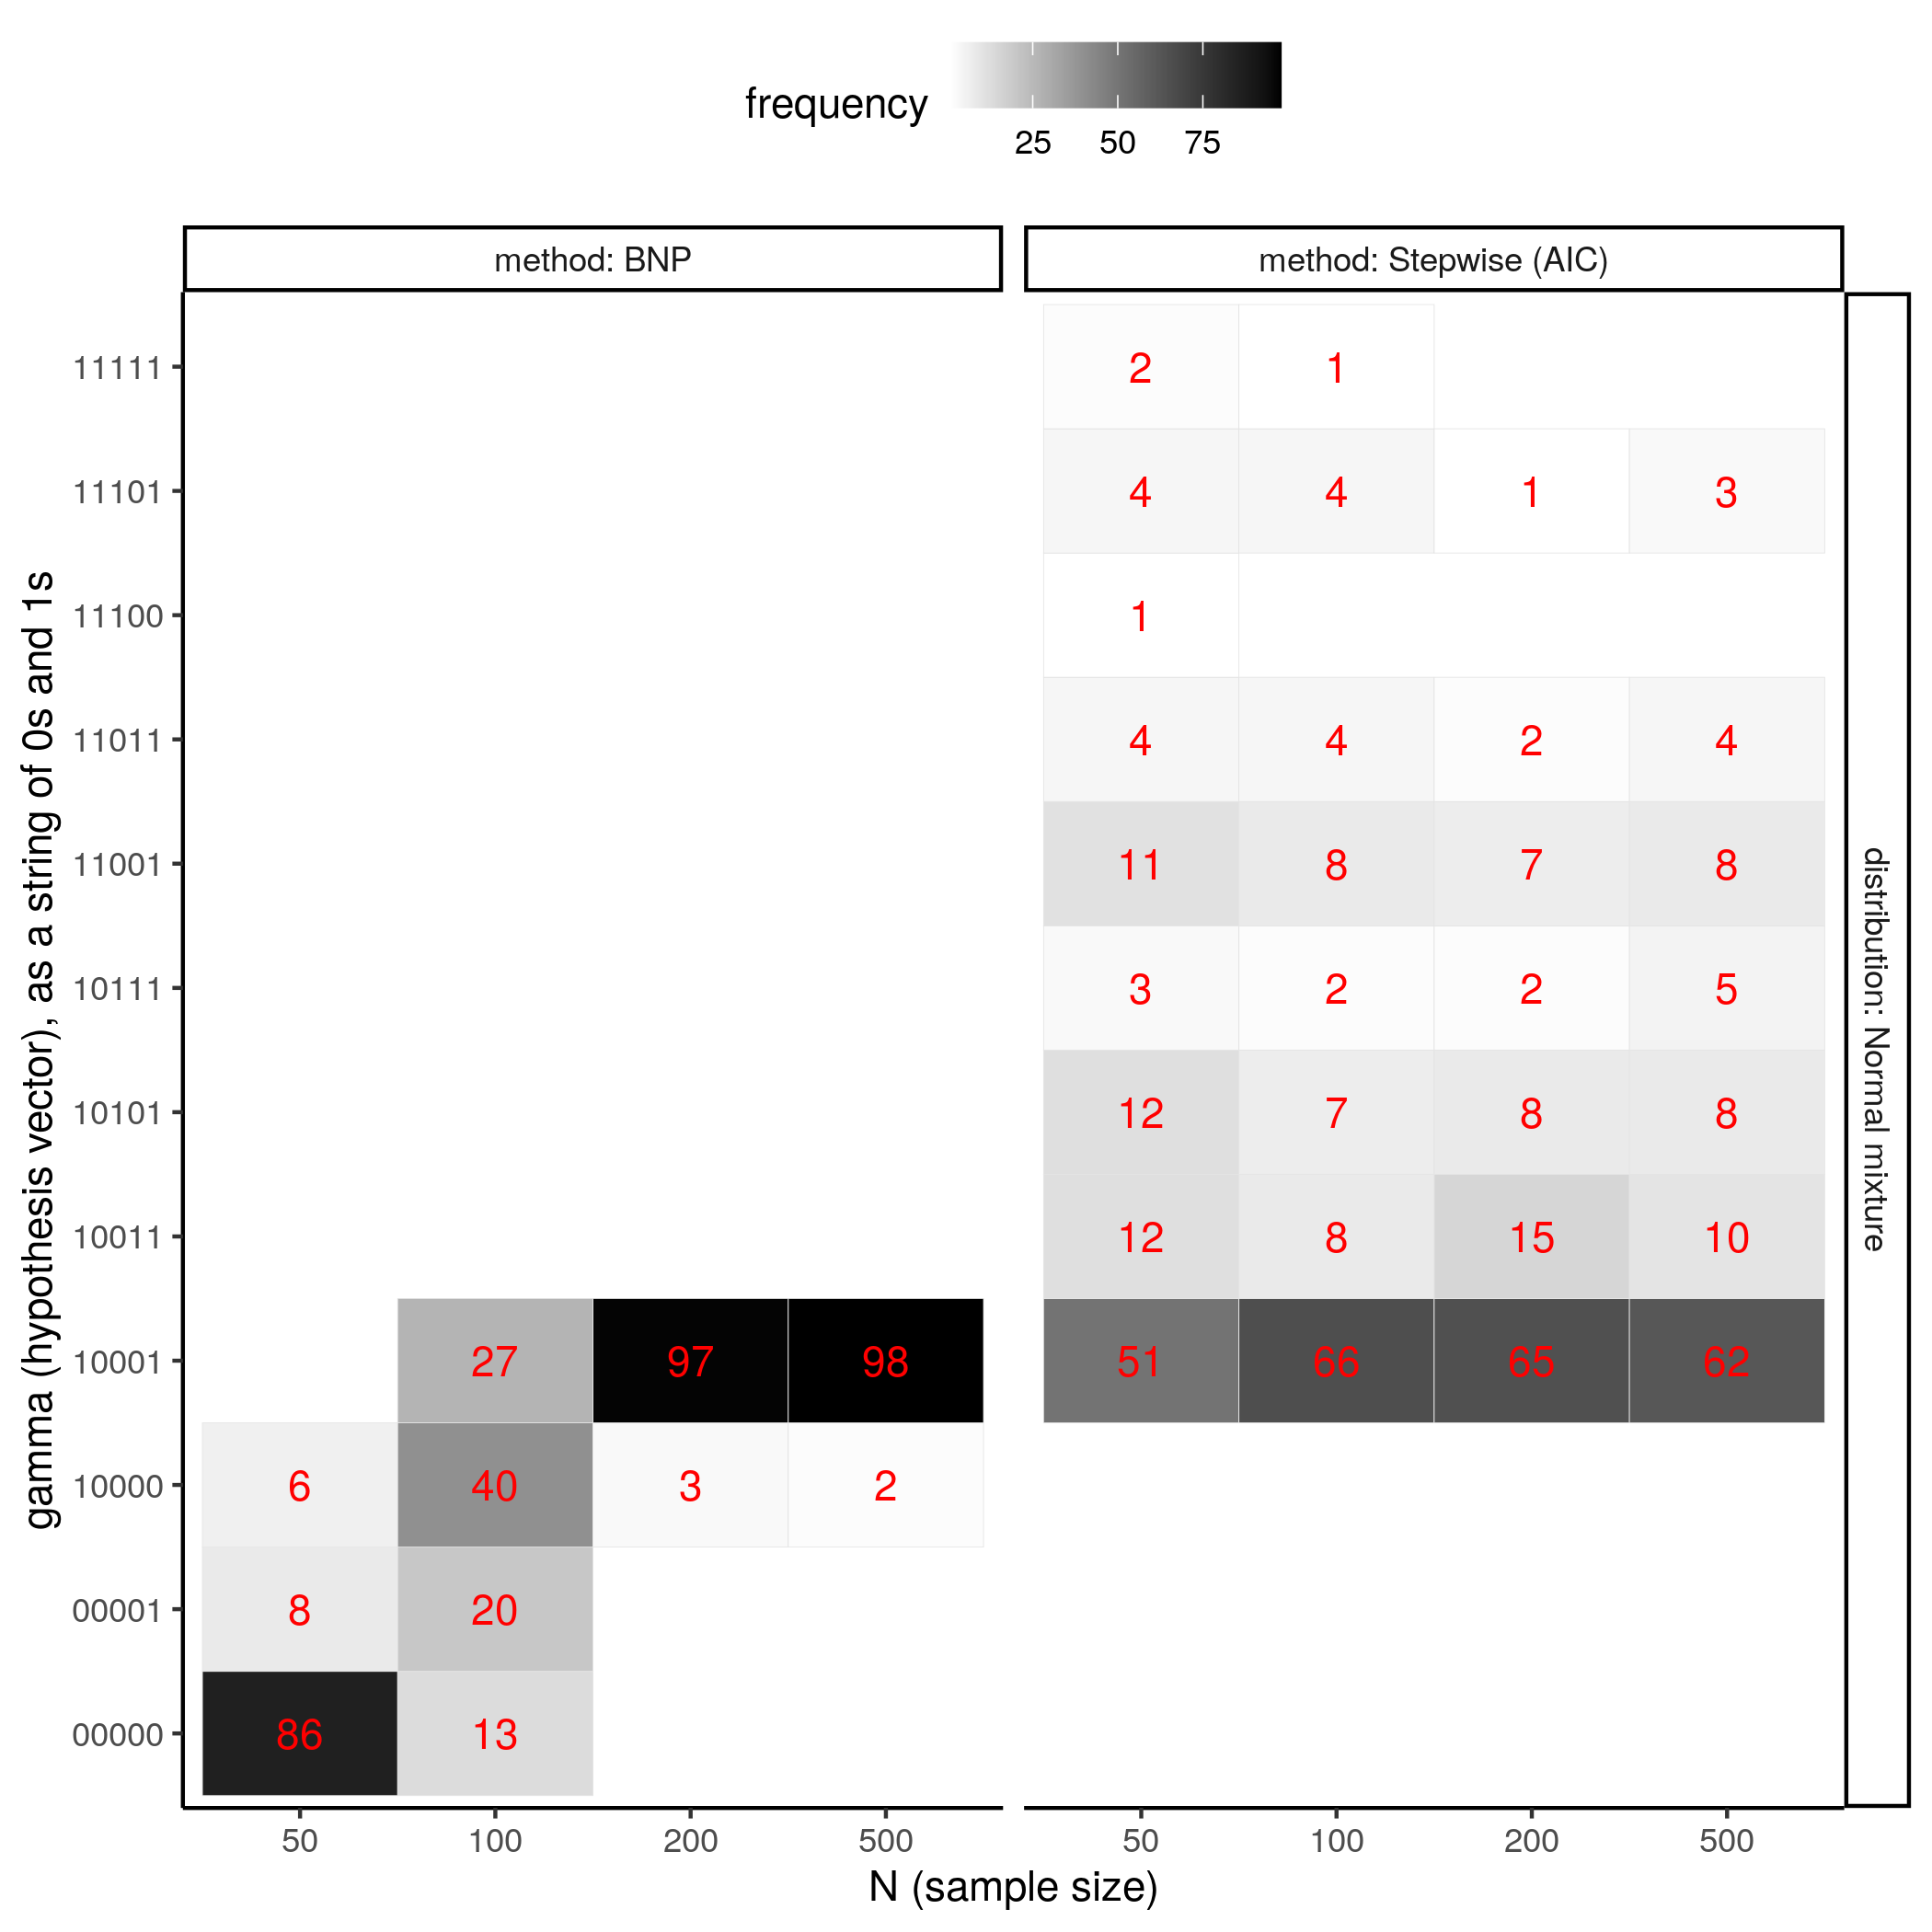 frequency
25 50 75
method: BNP
method: Stepwise (AIC)
distribution: Normal mixture
gamma (hypothesis vector), as a string of 0s and 1s
11111 2 1
11101 4 4 1 3
11100 1
11011 4 4 2 4
11001 11 8 7 8
10111 3 2 2 5
10101 12 7 8 8
10011 12 8 15 10
10001 27 97 98 51 66 65 62
10000 6 40 3 2
00001 8 20
00000 86 13
50 100 200 500 50 100 200 500
N (sample size)